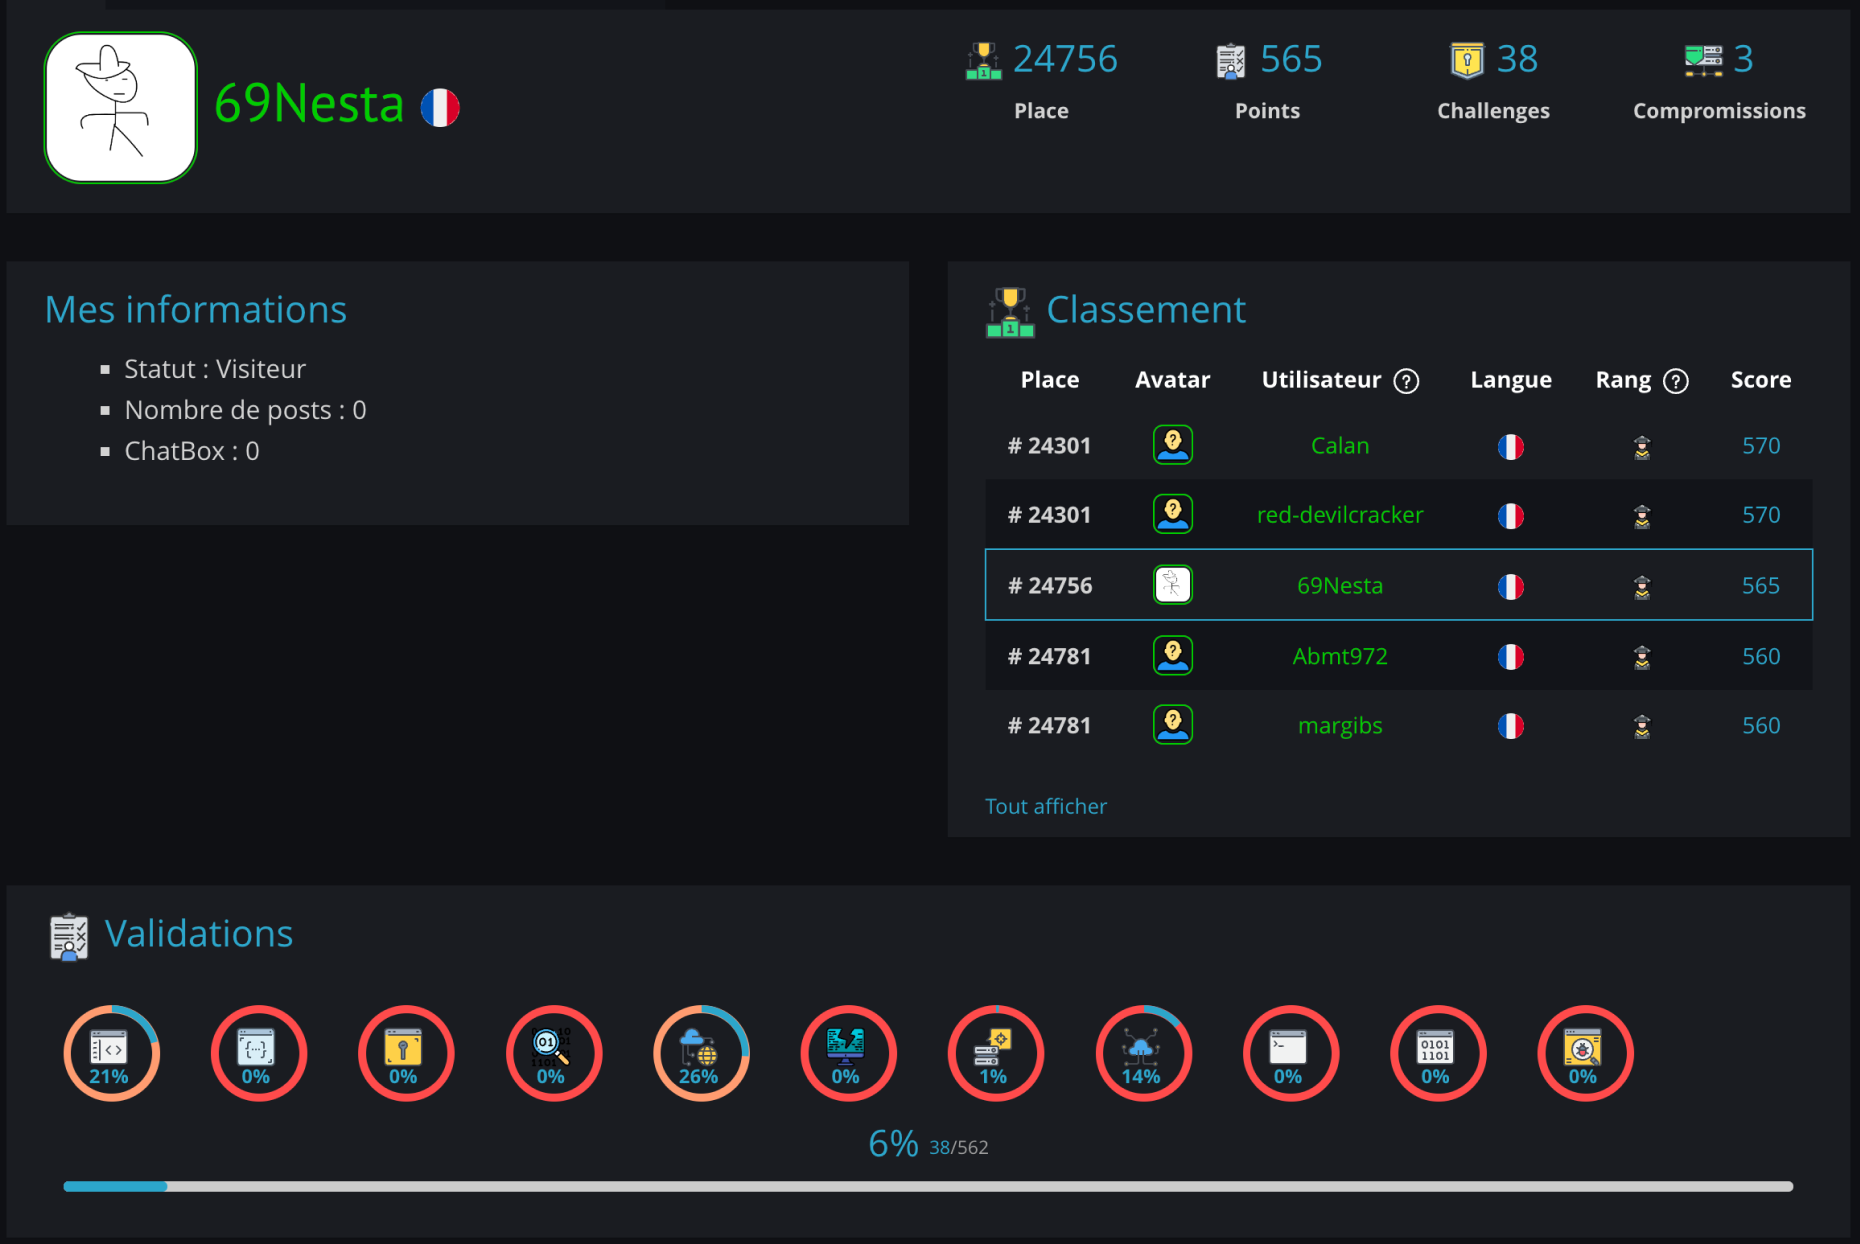 69Nesta
24756
Place
565
Points
38
Challenges
3
Compromissions
Mes informations
Statut : Visiteur
Nombre de posts : 0
ChatBox : 0
Classement
Place Avatar Utilisateur ? Langue Rang ? Score
# 24301 Calan 570
# 24301 red-devilcracker 570
# 24756 69Nesta 565
# 24781 Abmt972 560
# 24781 margibs 560
Tout afficher
Validations
21% 0% 0% 0% 26% 0% 1% 14% 0% 0% 0%
6% 38/562